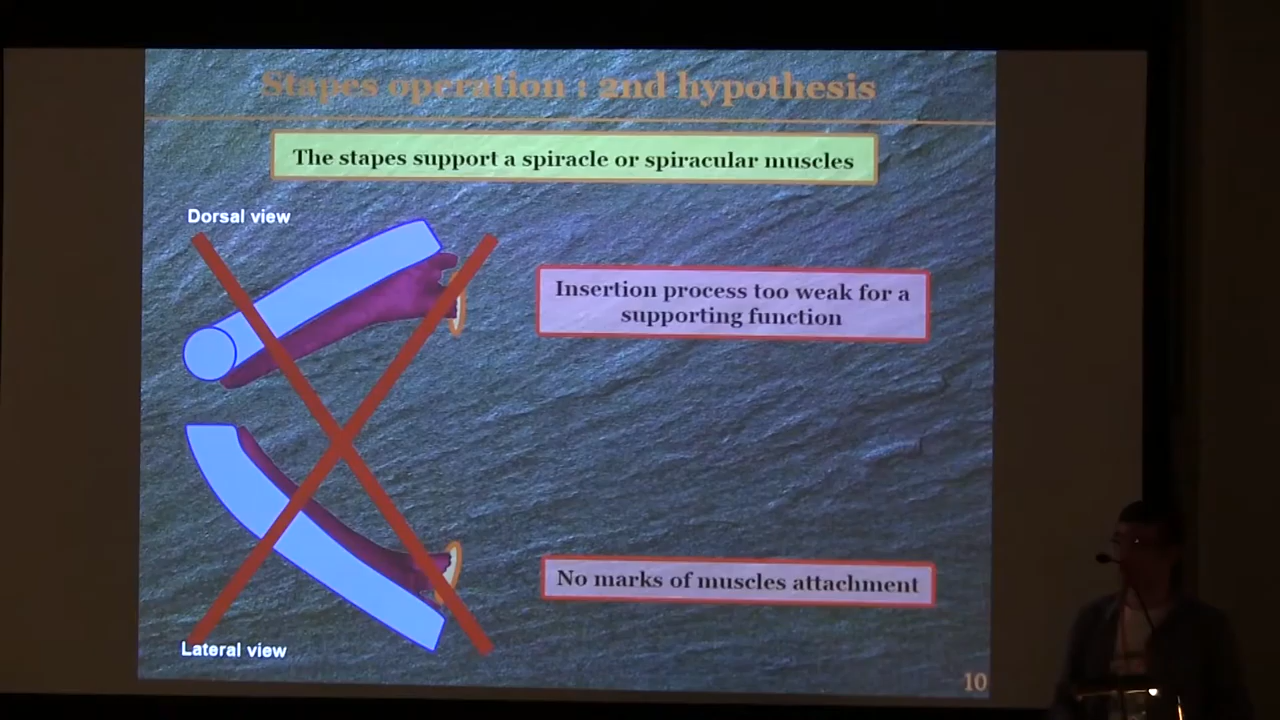 Stapes operation : 2nd hypothesis
The stapes support a spiracle or spiracular muscles
Dorsal view
Insertion process too weak for a
supporting function
No marks of muscles attachment
Lateral view
10